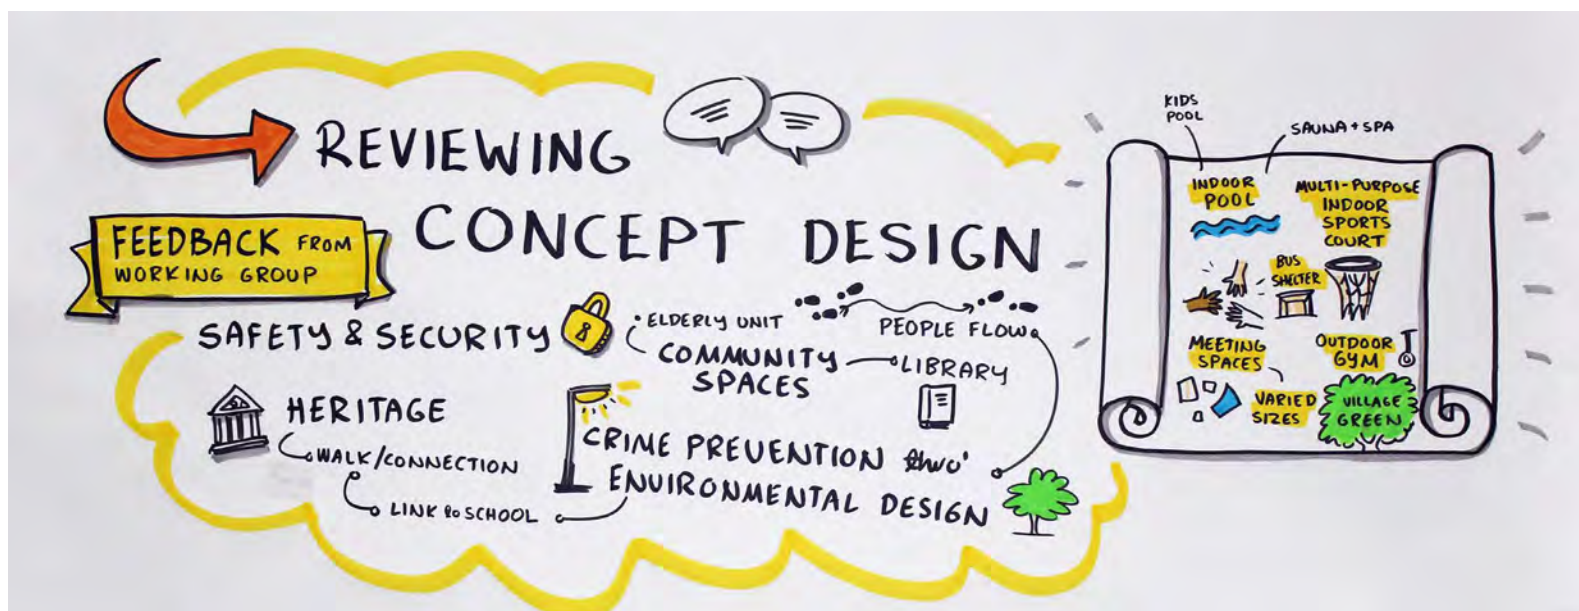 REVIEWING
CONCEPT DESIGN
FEEDBACK FROM
WORKING GROUP
SAFETY & SECURITY
• ELDERLY UNIT
COMMUNITY
SPACES
LIBRARY
PEOPLE FLOW
HERITAGE
WALK/CONNECTION
LINK to SCHOOL
CRIME PREVENTION thro'
ENVIRONMENTAL DESIGN
KIDS
POOL
SAUNA + SPA
INDOOR
POOL
MULTI-PURPOSE
INDOOR
SPORTS
COURT
BUS
SHELTER
MEETING
SPACES
VARIED
SIZES
OUTDOOR
GYM
VILLAGE
GREEN